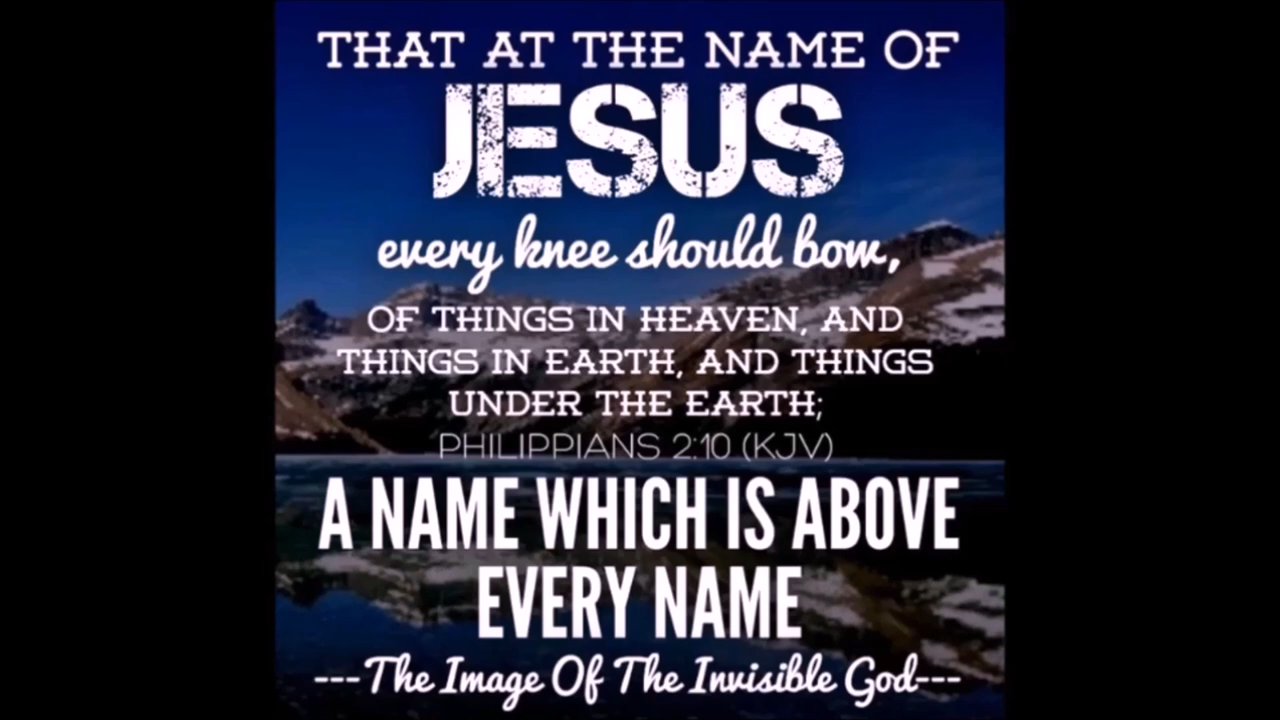 THAT AT THE NAME OF
JESUS
every knee should bow,
OF THINGS IN HEAVEN, AND
THINGS IN EARTH, AND THINGS
UNDER THE EARTH;
PHILIPPIANS 2:10 (KJV)
A NAME WHICH IS ABOVE
EVERY NAME
---The Image Of The Invisible God---